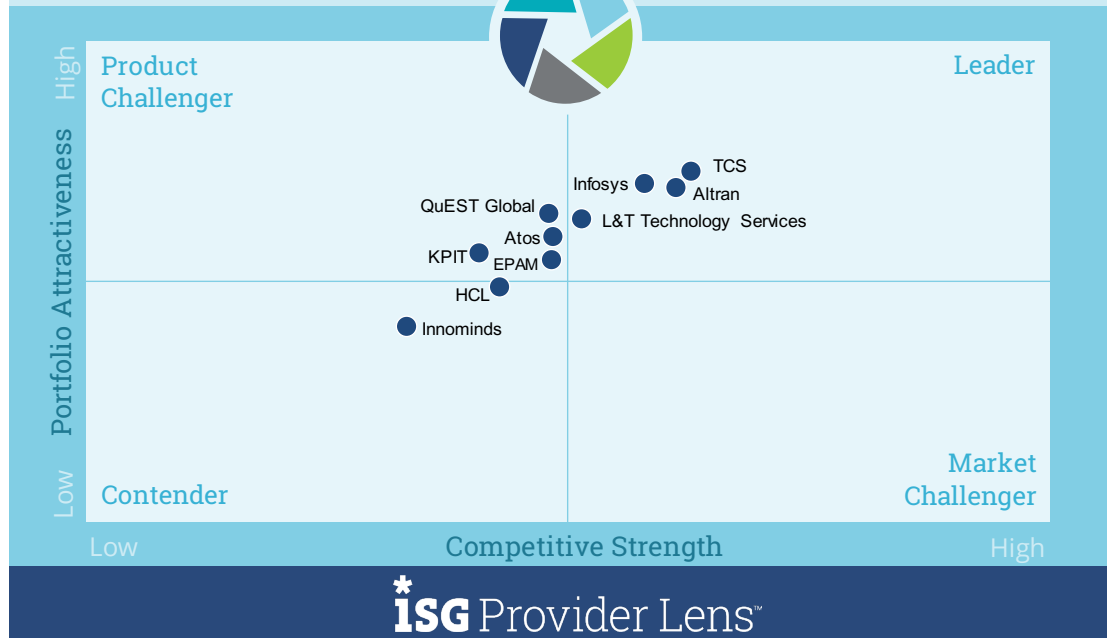 High
Product
Challenger
Leader
Portfolio Attractiveness
TCS
Infosys
Altran
QuEST Global
L&T Technology Services
Atos
KPIT
EPAM
HCL
Innominds
Market
Challenger
Low
Contender
Low
Competitive Strength
High
*ISG Provider Lens™